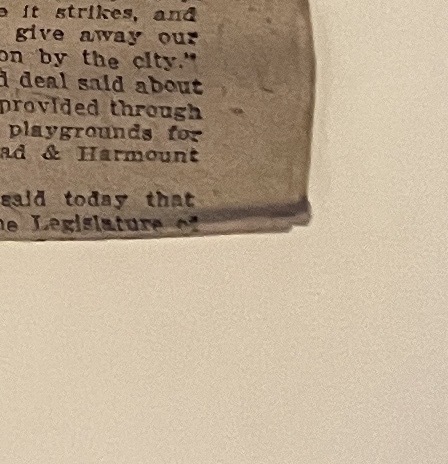 it strikes, and
give away our
on by the city."
deal said about
provided through
playgrounds for
ad & Harmount
said today that
Legislature of